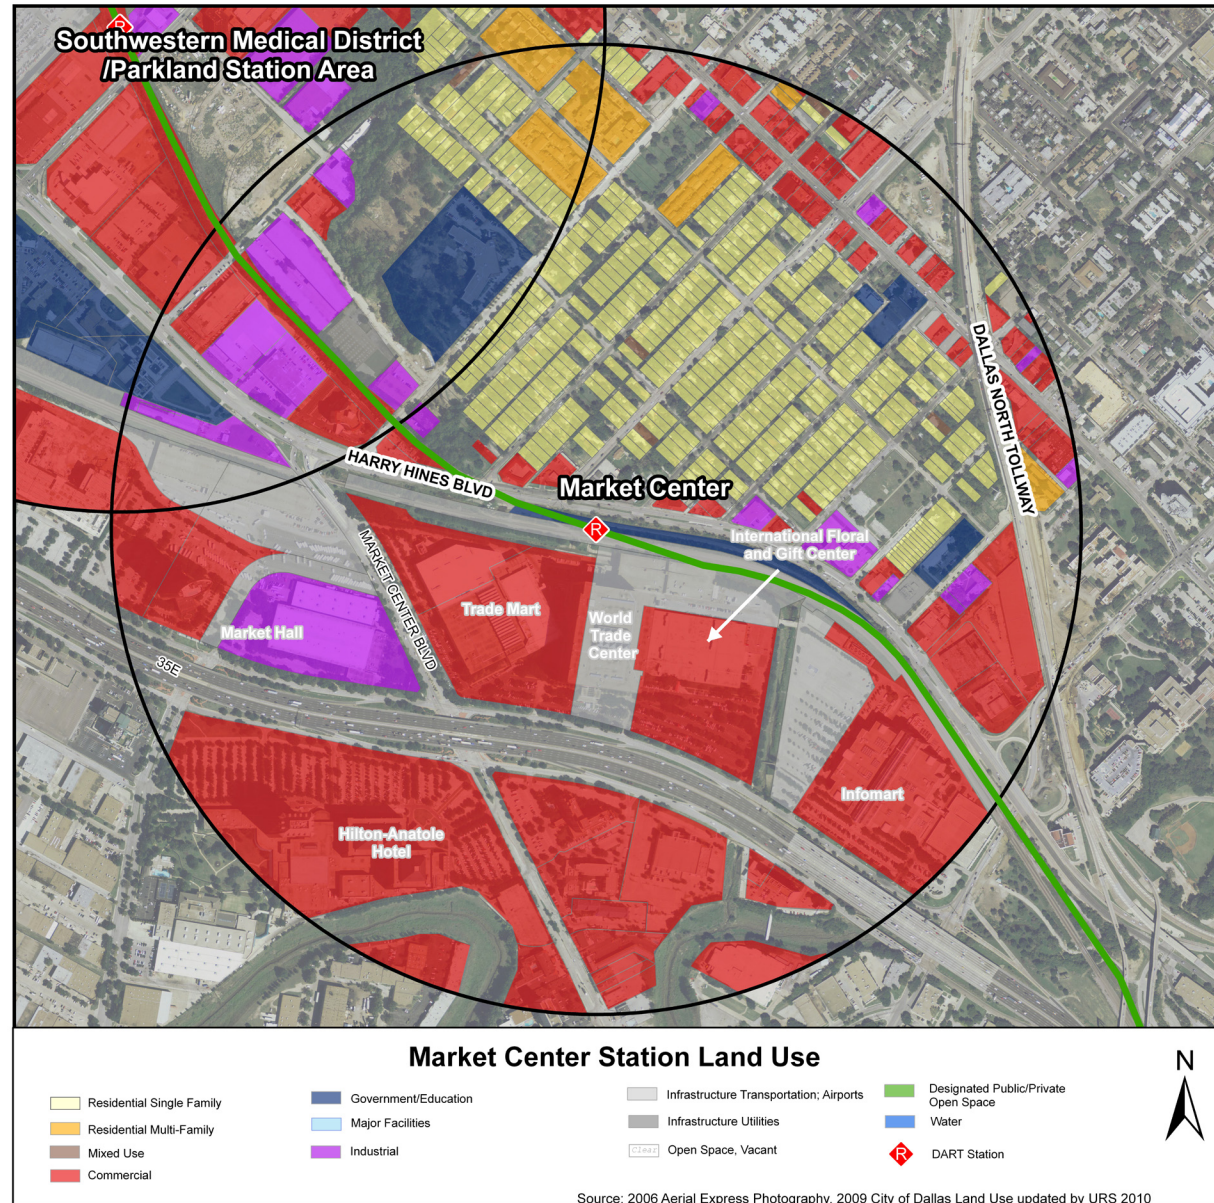 R
Southwestern Medical District
/Parkland Station Area
DALLAS NORTH TOLLWAY
HARRY HINES BLVD
Market Center
R
MARKET CENTER BLVD
International Floral
and Gift Center
Trade Mart
World
Trade
Center
Market Hall
35E
Infomart
Hilton-Anatole
Hotel
Market Center Station Land Use
N
Residential Single Family
Residential Multi-Family
Mixed Use
Commercial
Government/Education
Major Facilities
Industrial
Infrastructure Transportation; Airports
Infrastructure Utilities
Clear
Open Space, Vacant
Designated Public/Private
Open Space
Water
R
DART Station
Source: 2006 Aerial Express Photography, 2009 City of Dallas Land Use updated by URS 2010